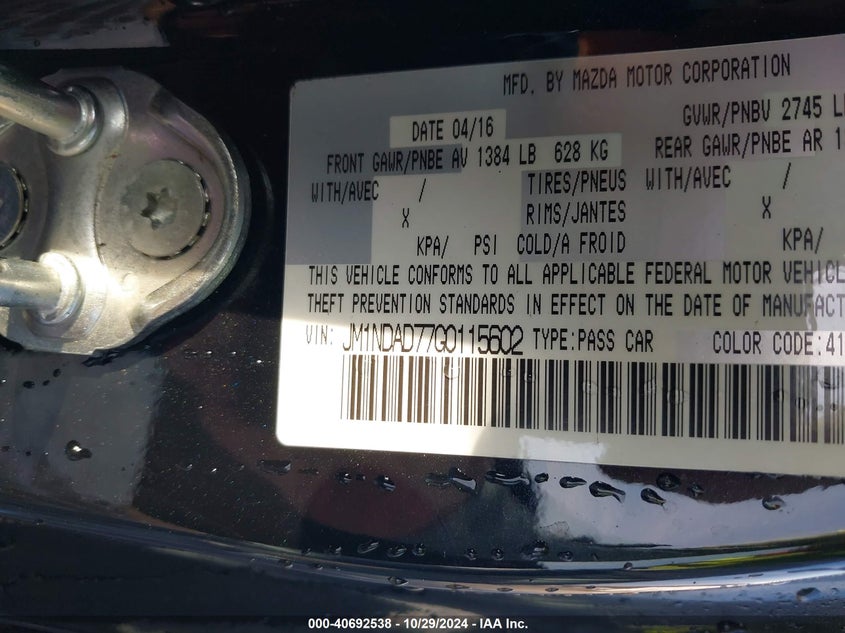 MFD. BY MAZDA MOTOR CORPORATION
DATE 04/16 GVWR/PNBV 2745 L
FRONT GAWR/PNBE AV 1384 LB 628 KG REAR GAWR/PNBE AR 1
WITH/AVEC / TIRES/PNEUS WITH/AVEC /
X RIMS/JANTES X
KPA/ PSI COLD/A FROID KPA/
THIS VEHICLE CONFORMS TO ALL APPLICABLE FEDERAL MOTOR VEHICLE
THEFT PREVENTION STANDARDS IN EFFECT ON THE DATE OF MANUFACT
VIN: JM1NDAD77G0115602 TYPE:PASS CAR COLOR CODE:41
000-40692538 - 10/29/2024 - IAA Inc.